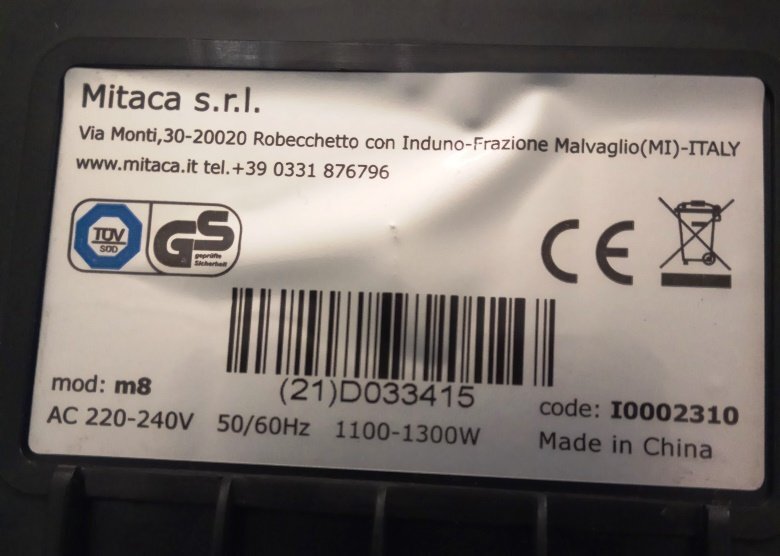 Mitaca s.r.l.
Via Monti,30-20020 Robecchetto con Induno-Frazione Malvaglio(MI)-ITALY
www.mitaca.it tel.+39 0331 876796
TÜV
SÜD
GS
geprüfte
Sicherheit
CE
(21)D033415
mod: m8
code: I0002310
AC 220-240V 50/60Hz 1100-1300W
Made in China